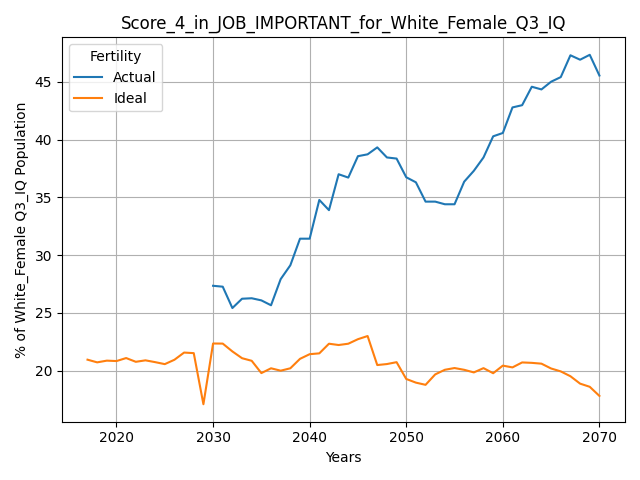 Score_4_in_JOB_IMPORTANT_for_White_Female_Q3_IQ
Fertility
Actual
Ideal
% of White_Female Q3_IQ Population
45
40
35
30
25
20
2020 2030 2040 2050 2060 2070
Years